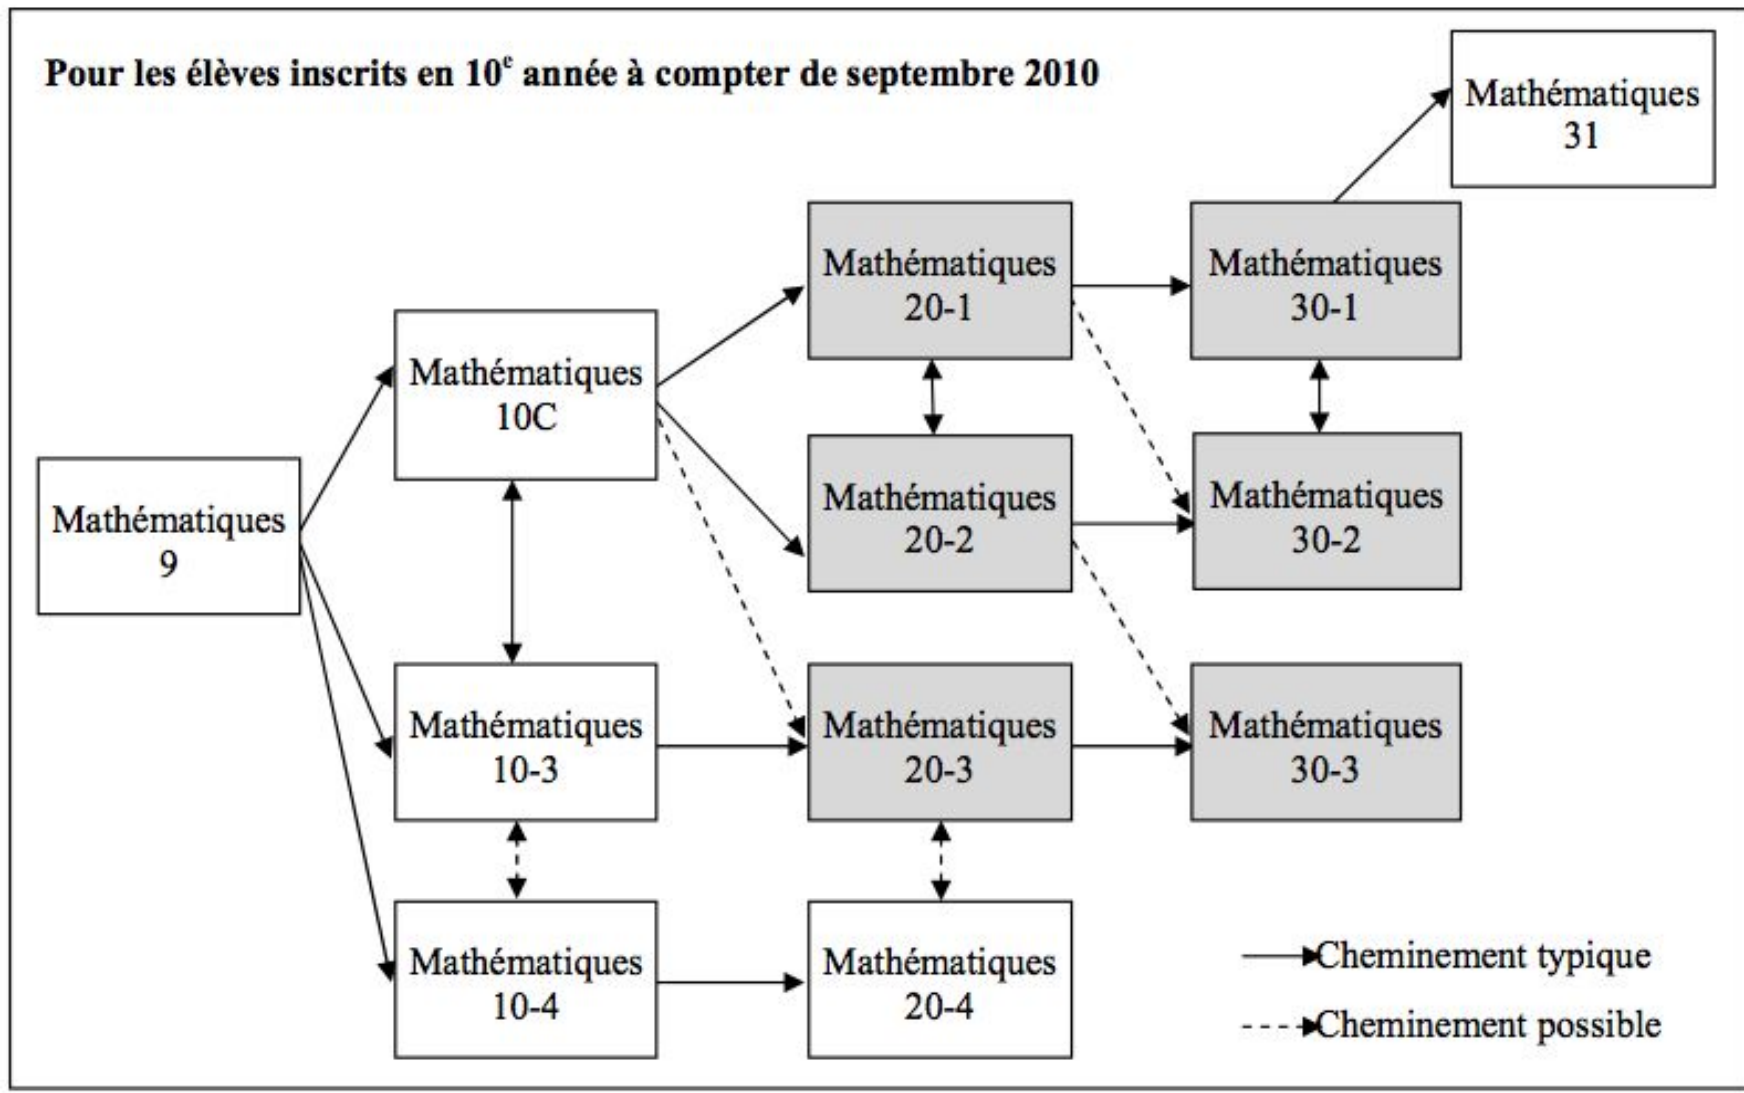 Pour les élèves inscrits en 10e année à compter de septembre 2010
Mathématiques
31
Mathématiques
20-1
Mathématiques
30-1
Mathématiques
10C
Mathématiques
20-2
Mathématiques
30-2
Mathématiques
9
Mathématiques
10-3
Mathématiques
20-3
Mathématiques
30-3
Mathématiques
10-4
Mathématiques
20-4
Cheminement typique
Cheminement possible